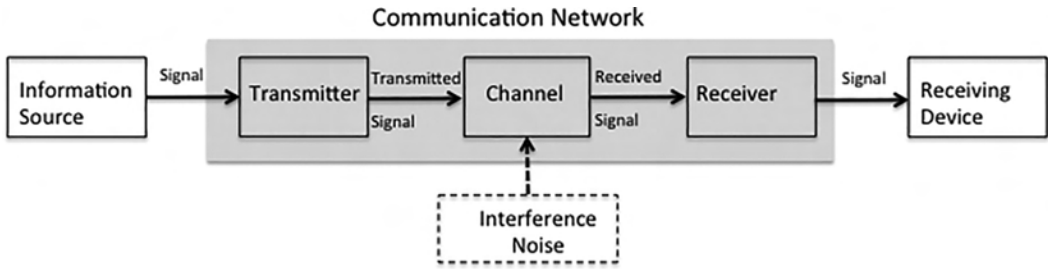 Communication Network
Information
Source
Signal
Transmitter
Transmitted
Signal
Channel
Received
Signal
Receiver
Signal
Receiving
Device
Interference
Noise